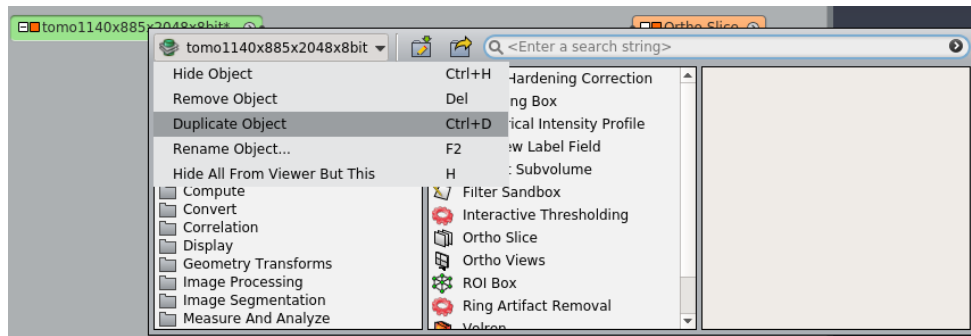 tomo1140x885x2048x8bit*
Ortho Slice
tomo1140x885x2048x8bit
<Enter a search string>
Hide Object Ctrl+H
Remove Object Del
Duplicate Object Ctrl+D
Rename Object... F2
Hide All From Viewer But This H
Compute
Convert
Correlation
Display
Geometry Transforms
Image Processing
Image Segmentation
Measure And Analyze
Hardening Correction
ng Box
rical Intensity Profile
ew Label Field
Subvolume
Filter Sandbox
Interactive Thresholding
Ortho Slice
Ortho Views
ROI Box
Ring Artifact Removal
Volren